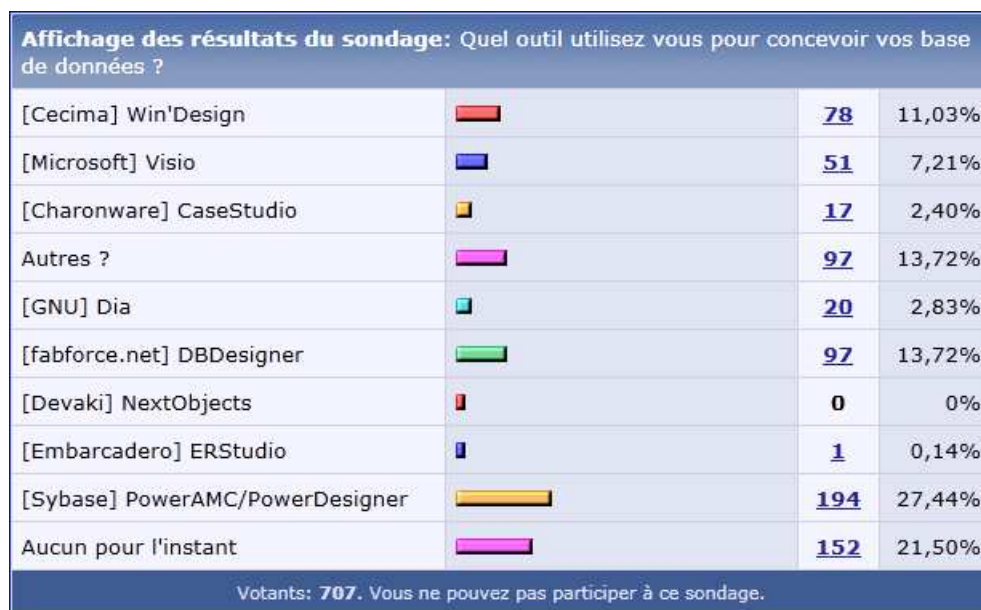 Affichage des résultats du sondage: Quel outil utilisez vous pour concevoir vos base
de données ?
[Cecima] Win'Design 78 11,03%
[Microsoft] Visio 51 7,21%
[Charonware] CaseStudio 17 2,40%
Autres ? 97 13,72%
[GNU] Dia 20 2,83%
[fabforce.net] DBDesigner 97 13,72%
[Devaki] NextObjects 0 0%
[Embarcadero] ERStudio 1 0,14%
[Sybase] PowerAMC/PowerDesigner 194 27,44%
Aucun pour l'instant 152 21,50%
Votants: 707. Vous ne pouvez pas participer à ce sondage.